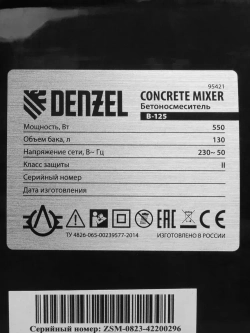 95421
DENZEL CONCRETE MIXER
Бетоносмеситель
B-125
Мощность, Вт 550
Объем бака, л 130
Напряжение сети, В~ Гц 230~ 50
Класс защиты II
Серийный номер
Дата изготовления
EAC
ТУ 4826-065-00239577-2014 ИЗГОТОВЛЕНО В РОССИИ
Серийный номер: ZSM-0823-42200296